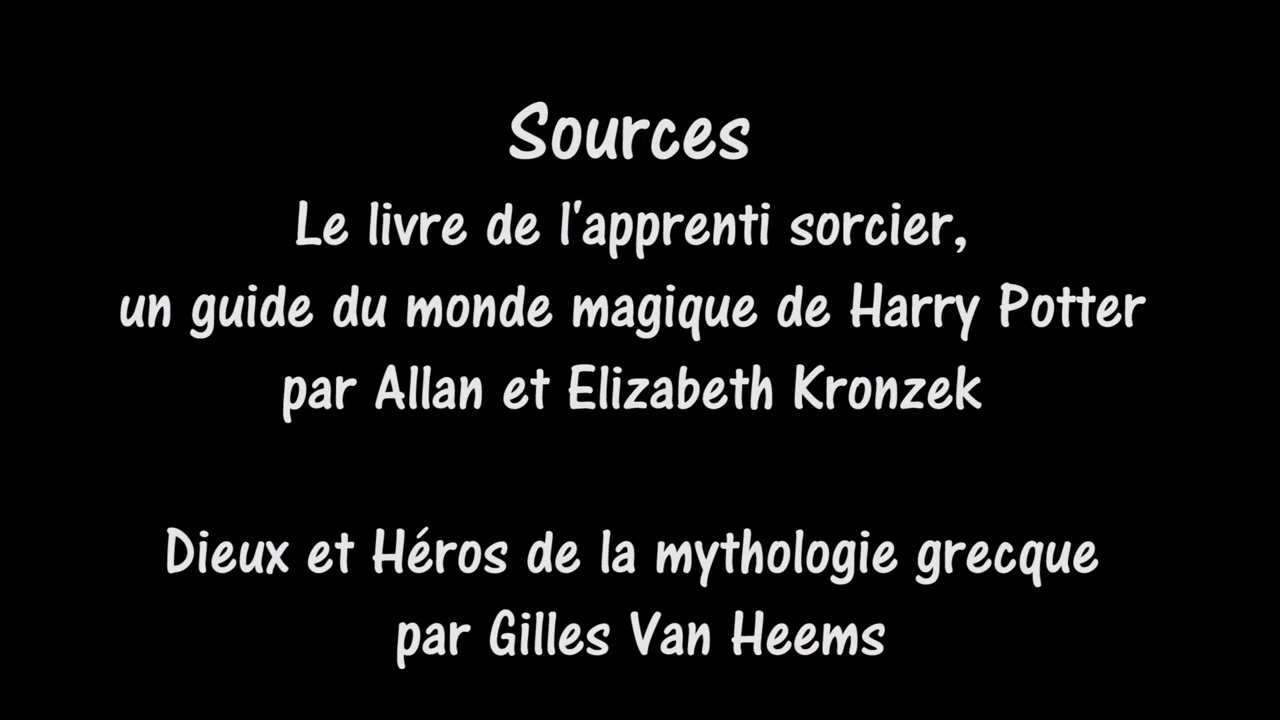 Sources
Le livre de l'apprenti sorcier,
un guide du monde magique de Harry Potter
par Allan et Elizabeth Kronzek
Dieux et Héros de la mythologie grecque
par Gilles Van Heems